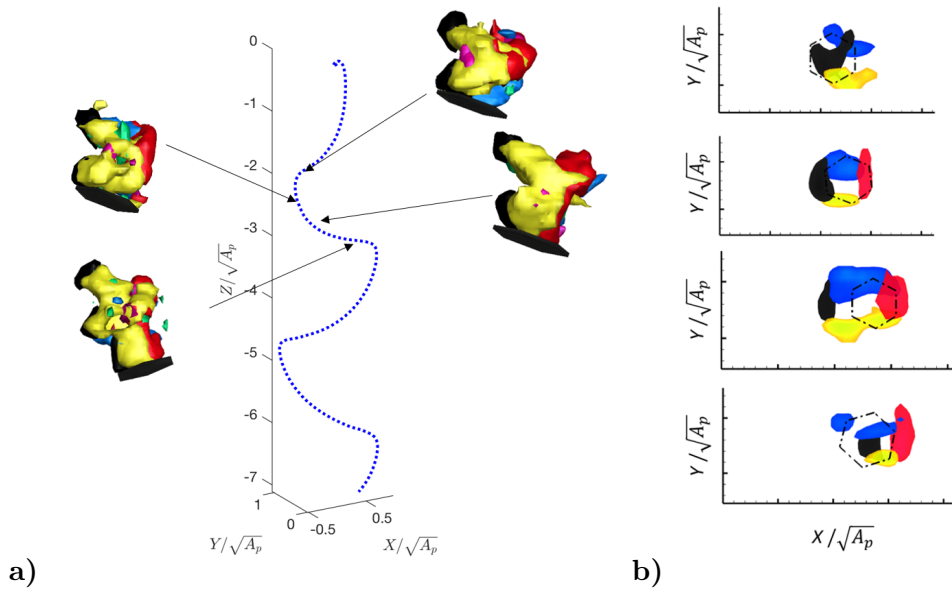 0
-1
-2
-3
-4
-5
-6
-7
Z/√A_p
1
0
-0.5
0.5
Y/√A_p
X/√A_p
a)
Y/√A_p
Y/√A_p
Y/√A_p
Y/√A_p
X/√A_p
b)